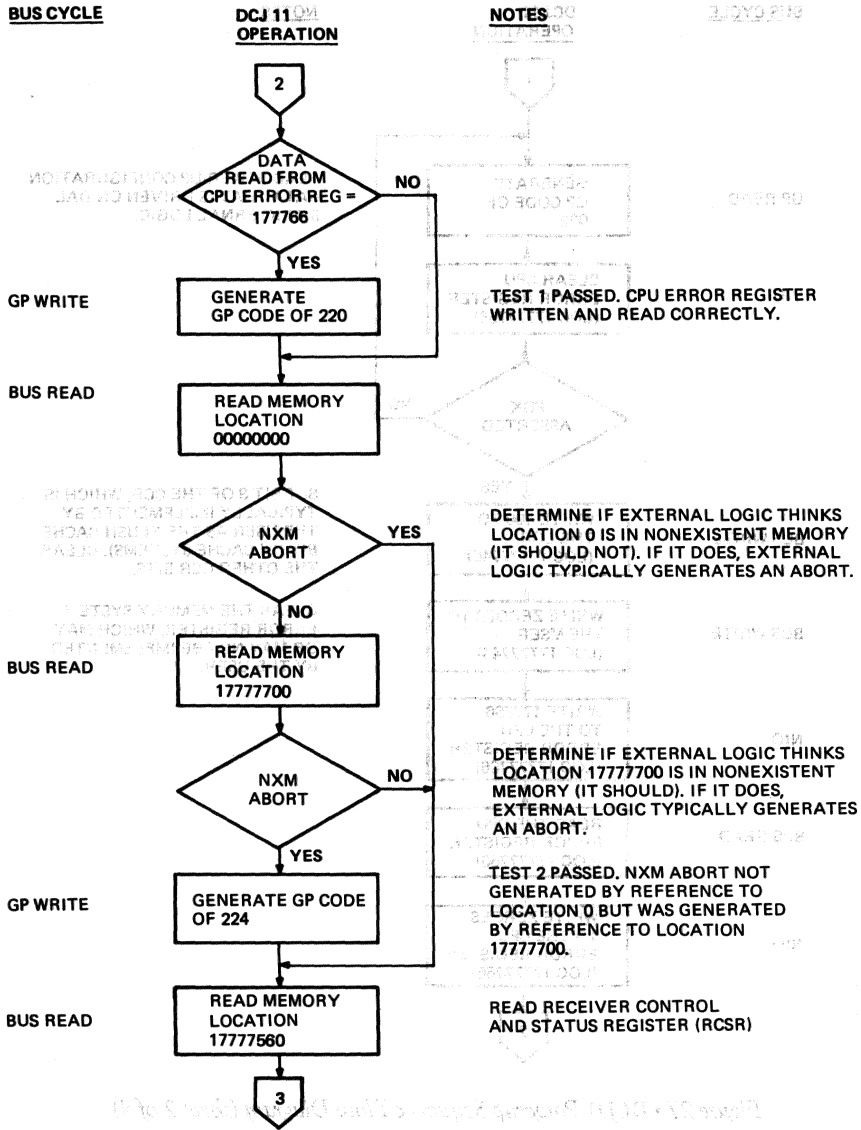 BUS CYCLE
DCJ 11
OPERATION
NOTES
2
DATA
READ FROM
CPU ERROR REG =
177766
NO
YES
GP WRITE
GENERATE
GP CODE OF 220
TEST 1 PASSED. CPU ERROR REGISTER
WRITTEN AND READ CORRECTLY.
BUS READ
READ MEMORY
LOCATION
00000000
NXM
ABORT
YES
DETERMINE IF EXTERNAL LOGIC THINKS
LOCATION 0 IS IN NONEXISTENT MEMORY
(IT SHOULD NOT). IF IT DOES, EXTERNAL
LOGIC TYPICALLY GENERATES AN ABORT.
NO
BUS READ
READ MEMORY
LOCATION
17777700
NXM
ABORT
NO
DETERMINE IF EXTERNAL LOGIC THINKS
LOCATION 17777700 IS IN NONEXISTENT
MEMORY (IT SHOULD). IF IT DOES,
EXTERNAL LOGIC TYPICALLY GENERATES
AN ABORT.
YES
GP WRITE
GENERATE GP CODE
OF 224
TEST 2 PASSED. NXM ABORT NOT
GENERATED BY REFERENCE TO
LOCATION 0 BUT WAS GENERATED
BY REFERENCE TO LOCATION
17777700.
BUS READ
READ MEMORY
LOCATION
17777560
READ RECEIVER CONTROL
AND STATUS REGISTER (RCSR)
3